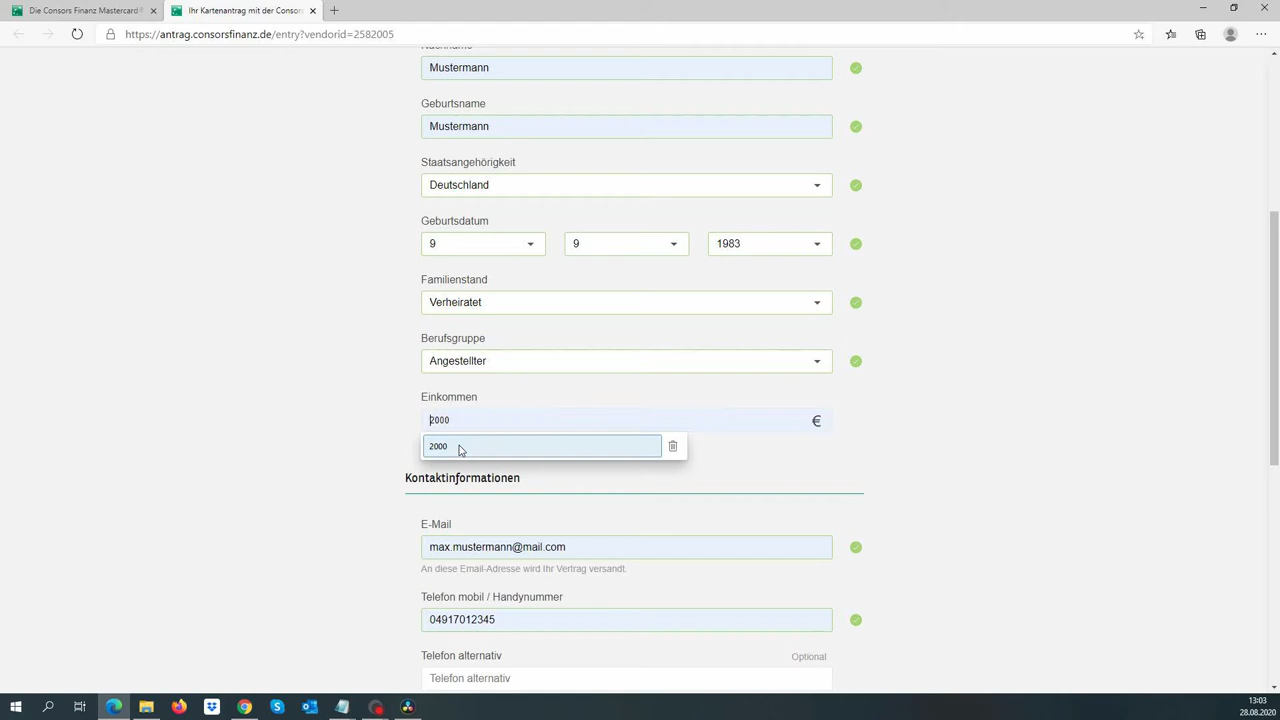 Die Consors Finanz Mastercard®
Ihr Kartenantrag mit der Consors
https://antrag.consorsfinanz.de/entry?vendorid=2582005
Nachname
Mustermann
Geburtsname
Mustermann
Staatsangehörigkeit
Deutschland
Geburtsdatum
9 9 1983
Familienstand
Verheiratet
Berufsgruppe
Angestellter
Einkommen
2000 €
2000
Kontaktinformationen
E-Mail
max.mustermann@mail.com
An diese Email-Adresse wird Ihr Vertrag versandt.
Telefon mobil / Handynummer
04917012345
Telefon alternativ Optional
Telefon alternativ
13:03
28.08.2020